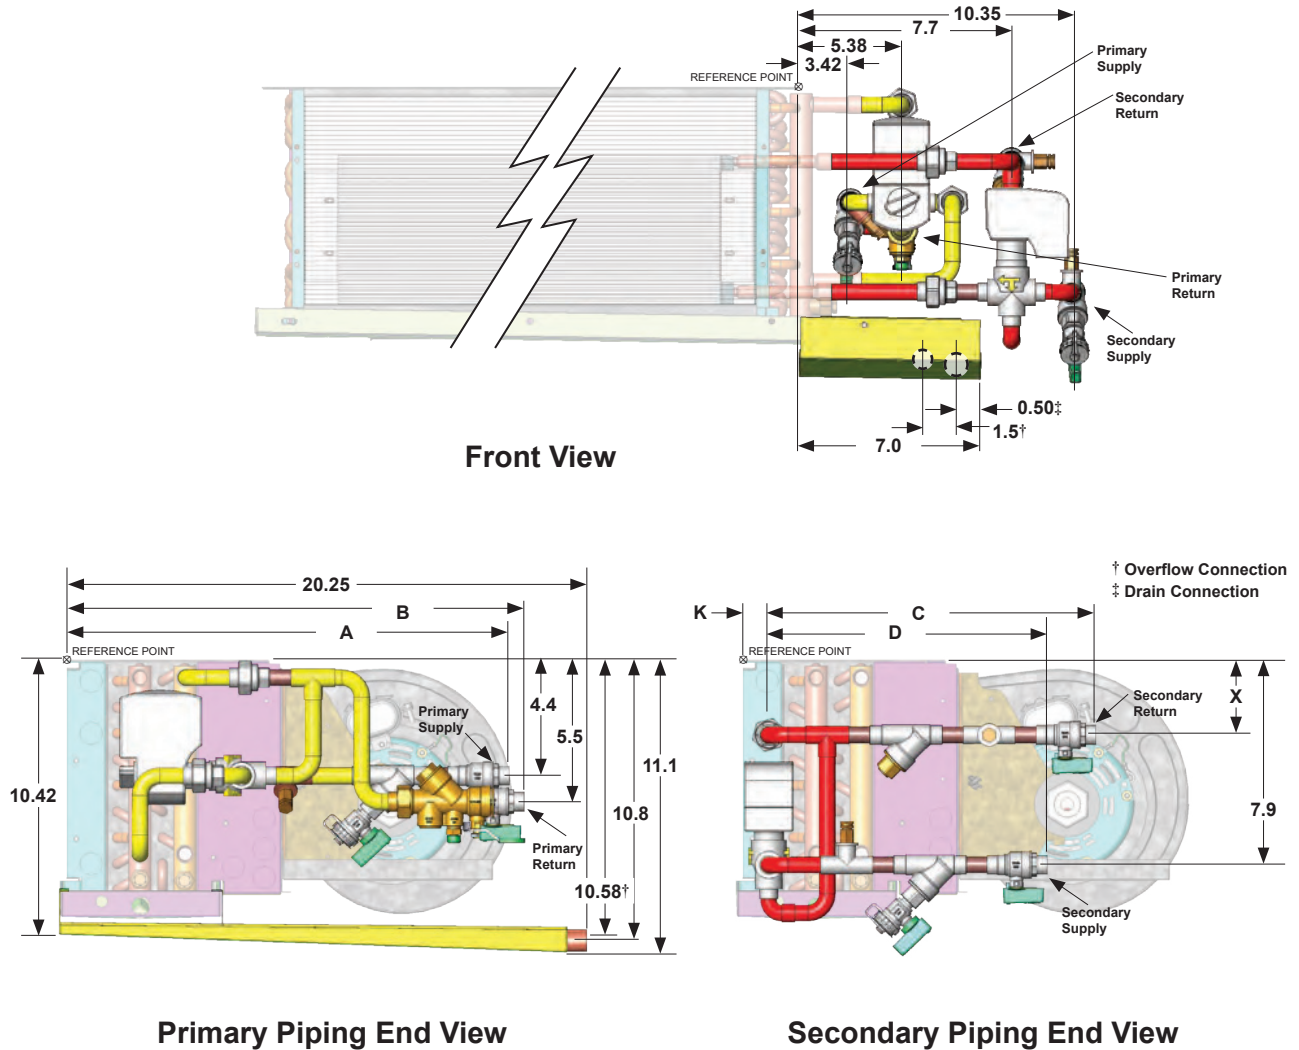 10.35
7.7
5.38
3.42
REFERENCE POINT
Primary
Supply
Secondary
Return
Primary
Return
Secondary
Supply
0.50‡
1.5†
7.0
Front View
† Overflow Connection
‡ Drain Connection
20.25
B
A
REFERENCE POINT
4.4
5.5
Primary
Supply
10.42
11.1
10.8
Primary
Return
10.58†
Primary Piping End View
K
C
D
REFERENCE POINT
X
Secondary
Return
7.9
Secondary
Supply
Secondary Piping End View